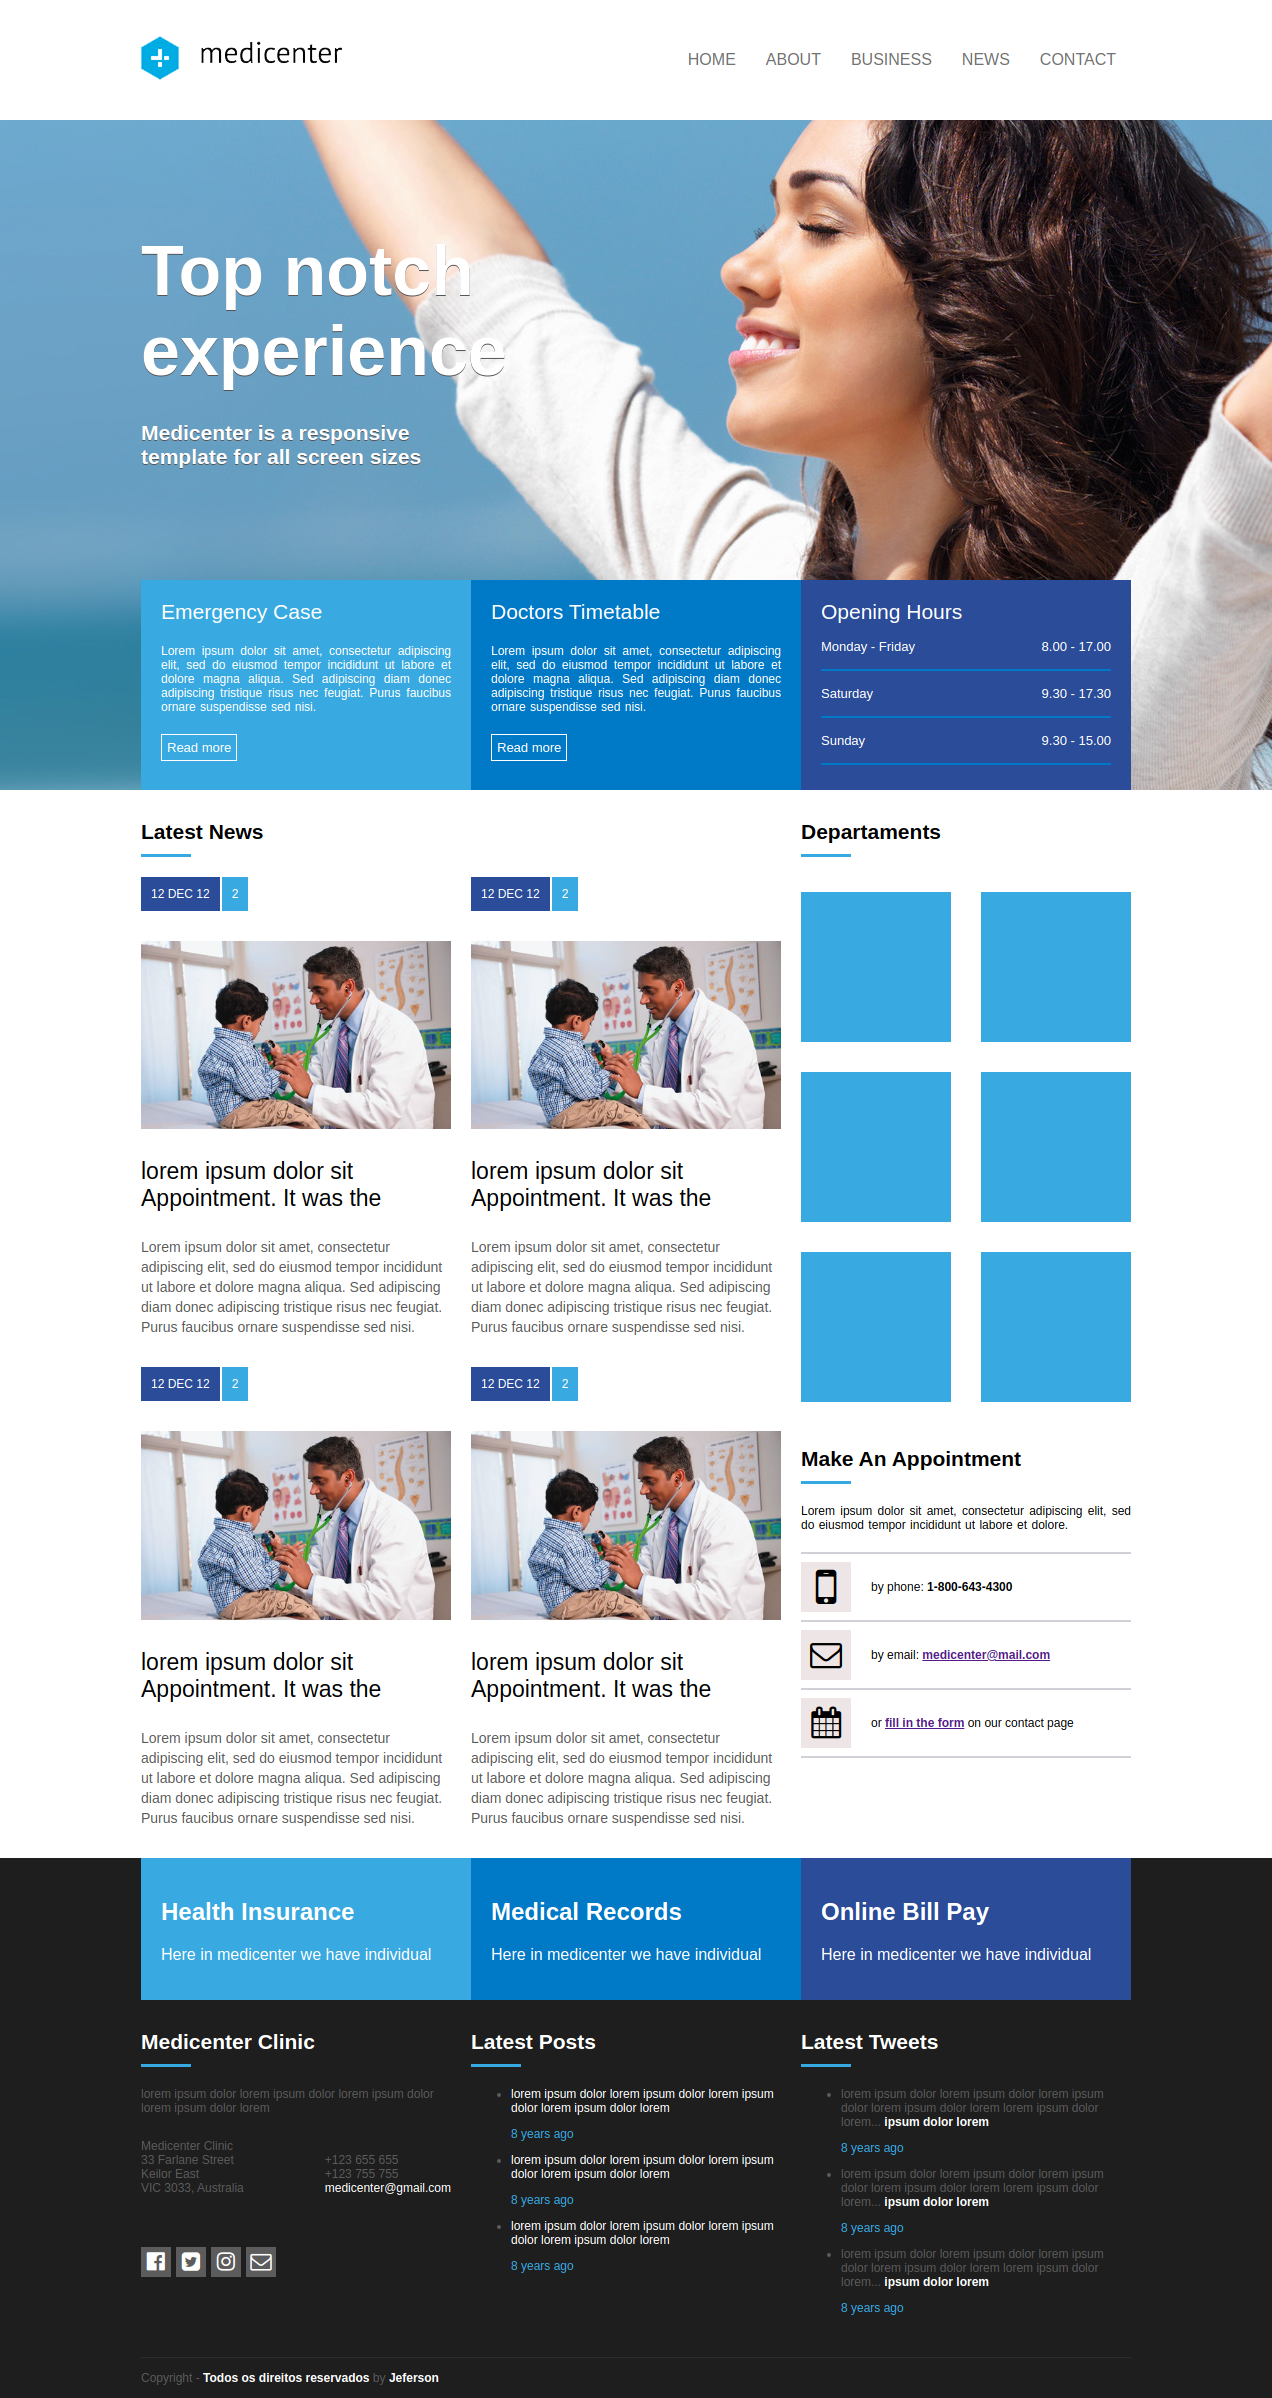 medicenter
HOME ABOUT BUSINESS NEWS CONTACT
Top notch
experience
Medicenter is a responsive
template for all screen sizes
Emergency Case
Lorem ipsum dolor sit amet, consectetur adipiscing
elit, sed do eiusmod tempor incididunt ut labore et
dolore magna aliqua. Sed adipiscing diam donec
adipiscing tristique risus nec feugiat. Purus faucibus
ornare suspendisse sed nisi.
Read more
Doctors Timetable
Lorem ipsum dolor sit amet, consectetur adipiscing
elit, sed do eiusmod tempor incididunt ut labore et
dolore magna aliqua. Sed adipiscing diam donec
adipiscing tristique risus nec feugiat. Purus faucibus
ornare suspendisse sed nisi.
Read more
Opening Hours
Monday - Friday 8.00 - 17.00
Saturday 9.30 - 17.30
Sunday 9.30 - 15.00
Latest News
12 DEC 12 2
lorem ipsum dolor sit
Appointment. It was the
Lorem ipsum dolor sit amet, consectetur
adipiscing elit, sed do eiusmod tempor incididunt
ut labore et dolore magna aliqua. Sed adipiscing
diam donec adipiscing tristique risus nec feugiat.
Purus faucibus ornare suspendisse sed nisi.
12 DEC 12 2
lorem ipsum dolor sit
Appointment. It was the
Lorem ipsum dolor sit amet, consectetur
adipiscing elit, sed do eiusmod tempor incididunt
ut labore et dolore magna aliqua. Sed adipiscing
diam donec adipiscing tristique risus nec feugiat.
Purus faucibus ornare suspendisse sed nisi.
12 DEC 12 2
lorem ipsum dolor sit
Appointment. It was the
Lorem ipsum dolor sit amet, consectetur
adipiscing elit, sed do eiusmod tempor incididunt
ut labore et dolore magna aliqua. Sed adipiscing
diam donec adipiscing tristique risus nec feugiat.
Purus faucibus ornare suspendisse sed nisi.
12 DEC 12 2
lorem ipsum dolor sit
Appointment. It was the
Lorem ipsum dolor sit amet, consectetur
adipiscing elit, sed do eiusmod tempor incididunt
ut labore et dolore magna aliqua. Sed adipiscing
diam donec adipiscing tristique risus nec feugiat.
Purus faucibus ornare suspendisse sed nisi.
Departaments
Make An Appointment
Lorem ipsum dolor sit amet, consectetur adipiscing elit, sed
do eiusmod tempor incididunt ut labore et dolore.
by phone: 1-800-643-4300
by email: medicenter@mail.com
or fill in the form on our contact page
Health Insurance
Here in medicenter we have individual
Medical Records
Here in medicenter we have individual
Online Bill Pay
Here in medicenter we have individual
Medicenter Clinic
lorem ipsum dolor lorem ipsum dolor lorem ipsum dolor
lorem ipsum dolor lorem
Medicenter Clinic
33 Farlane Street +123 655 655
Keilor East +123 755 755
VIC 3033, Australia medicenter@gmail.com
Latest Posts
lorem ipsum dolor lorem ipsum dolor lorem ipsum
dolor lorem ipsum dolor lorem
8 years ago
lorem ipsum dolor lorem ipsum dolor lorem ipsum
dolor lorem ipsum dolor lorem
8 years ago
lorem ipsum dolor lorem ipsum dolor lorem ipsum
dolor lorem ipsum dolor lorem
8 years ago
Latest Tweets
lorem ipsum dolor lorem ipsum dolor lorem ipsum
dolor lorem ipsum dolor lorem lorem ipsum dolor
lorem... ipsum dolor lorem
8 years ago
lorem ipsum dolor lorem ipsum dolor lorem ipsum
dolor lorem ipsum dolor lorem lorem ipsum dolor
lorem... ipsum dolor lorem
8 years ago
lorem ipsum dolor lorem ipsum dolor lorem ipsum
dolor lorem ipsum dolor lorem lorem ipsum dolor
lorem... ipsum dolor lorem
8 years ago
Copyright - Todos os direitos reservados by Jeferson